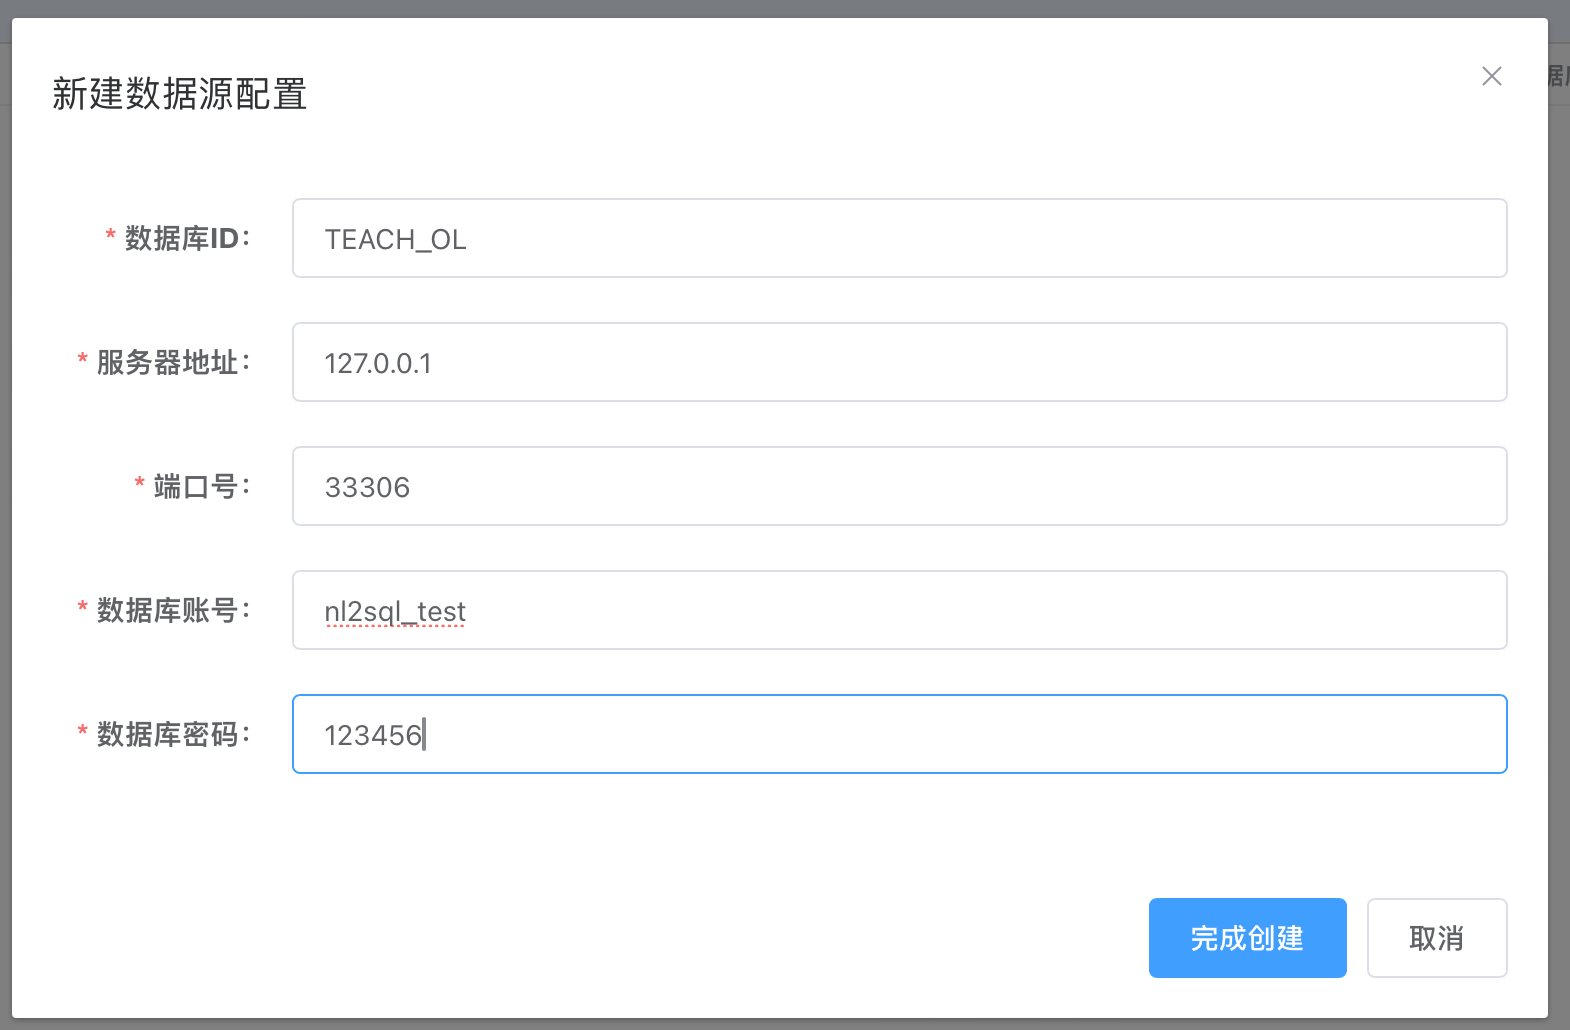 新建数据源配置
* 数据库ID：
TEACH_OL
* 服务器地址：
127.0.0.1
* 端口号：
33306
* 数据库账号：
nl2sql_test
* 数据库密码：
123456
完成创建
取消